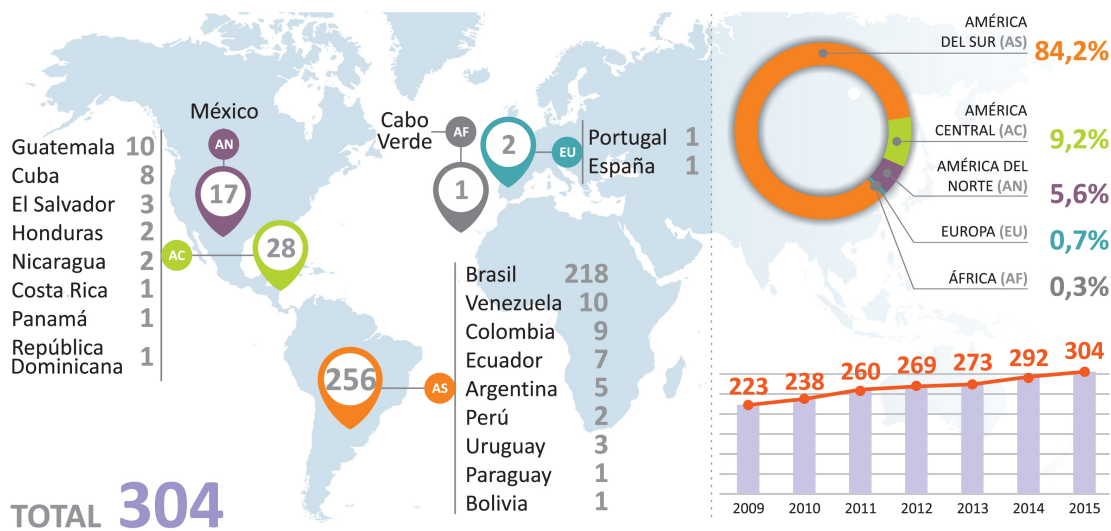 México
AN
17
Guatemala 10
Cuba 8
El Salvador 3
Honduras 2
Nicaragua 2
Costa Rica 1
Panamá 1
República
Dominicana 1
AC
28
Cabo
Verde
AF
1
2
EU
Portugal 1
España 1
256
AS
Brasil 218
Venezuela 10
Colombia 9
Ecuador 7
Argentina 5
Perú 2
Uruguay 3
Paraguay 1
Bolivia 1
TOTAL 304
AMÉRICA
DEL SUR (AS) 84,2%
AMÉRICA
CENTRAL (AC) 9,2%
AMÉRICA DEL
NORTE (AN) 5,6%
EUROPA (EU) 0,7%
ÁFRICA (AF) 0,3%
223 238 260 269 273 292 304
2009 2010 2011 2012 2013 2014 2015